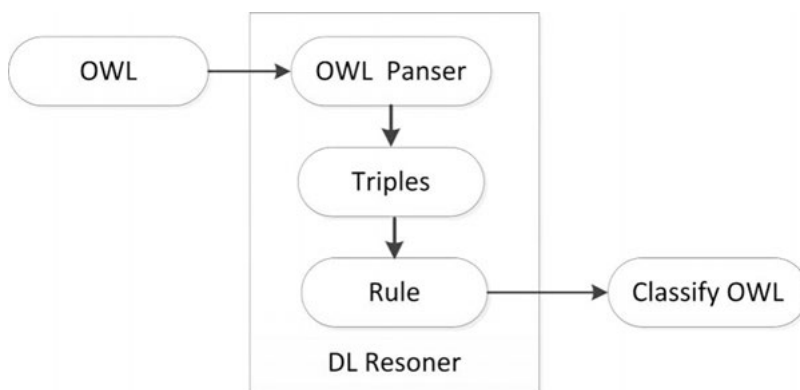 OWL
OWL Panser
Triples
Rule
Classify OWL
DL Resoner